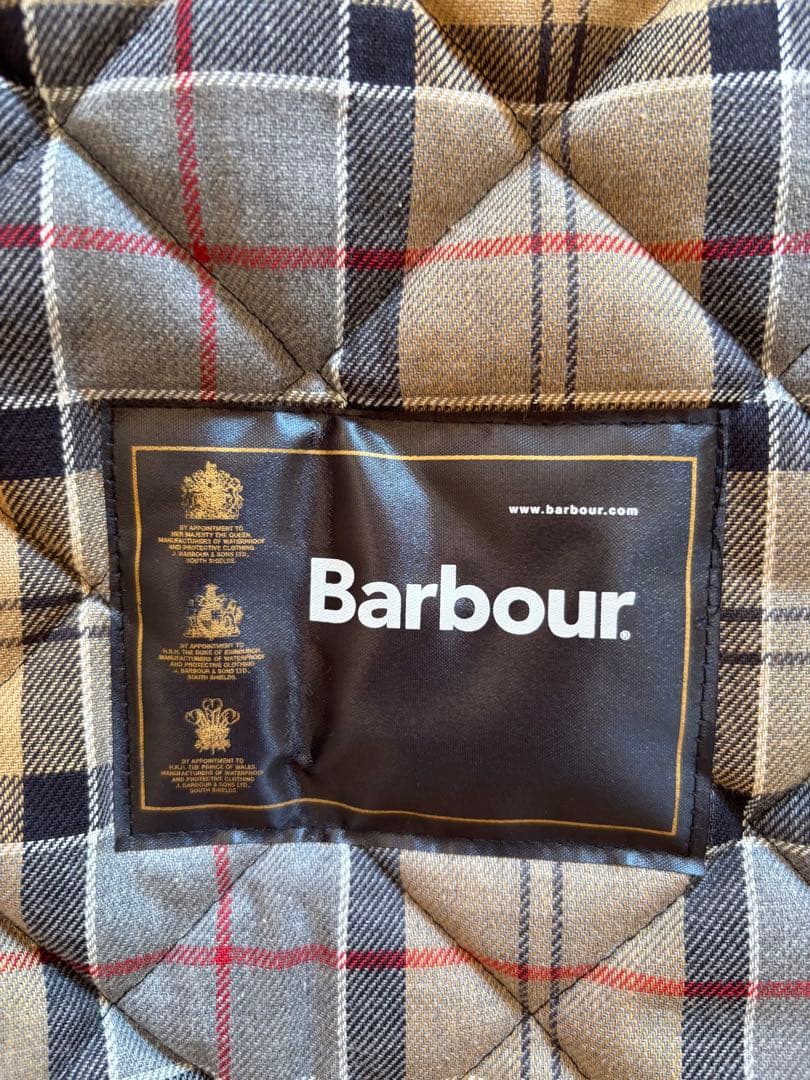 BY APPOINTMENT TO
HER MAJESTY THE QUEEN,
MANUFACTURERS OF WATERPROOF
AND PROTECTIVE CLOTHING
J. BARBOUR & SONS LTD.,
SOUTH SHIELDS.
BY APPOINTMENT TO
H.R.H. THE DUKE OF EDINBURGH,
MANUFACTURERS OF WATERPROOF
AND PROTECTIVE CLOTHING
J. BARBOUR & SONS LTD.,
SOUTH SHIELDS.
BY APPOINTMENT TO
H.R.H. THE PRINCE OF WALES,
MANUFACTURERS OF WATERPROOF
AND PROTECTIVE CLOTHING
J. BARBOUR & SONS LTD.,
SOUTH SHIELDS.
www.barbour.com
Barbour®